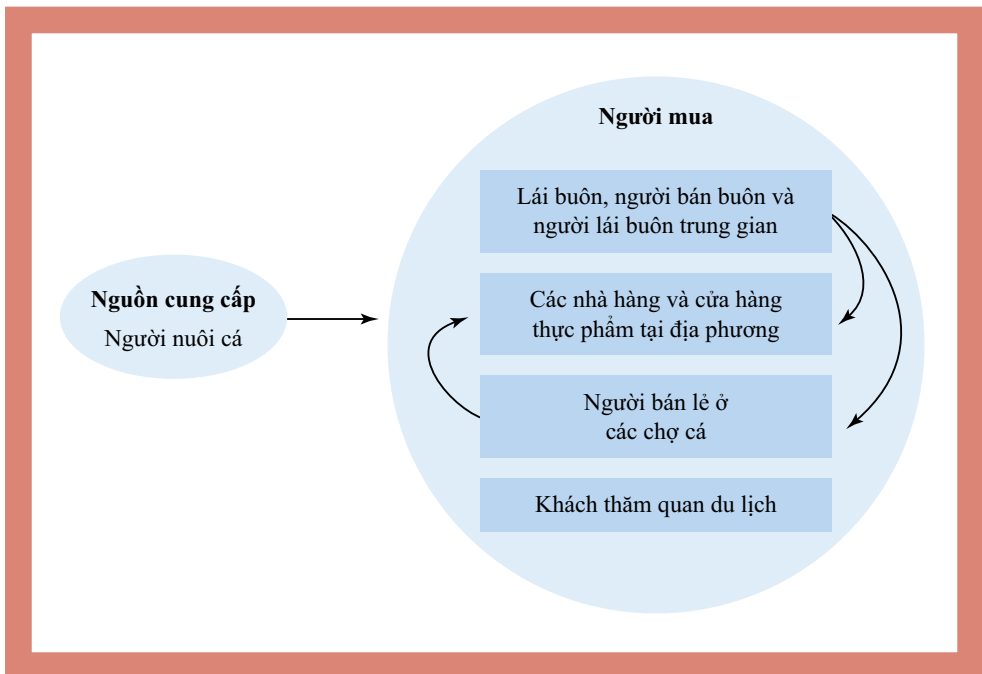 Người mua
Lái buôn, người bán buôn và
người lái buôn trung gian
Nguồn cung cấp
Người nuôi cá
Các nhà hàng và cửa hàng
thực phẩm tại địa phương
Người bán lẻ ở
các chợ cá
Khách thăm quan du lịch